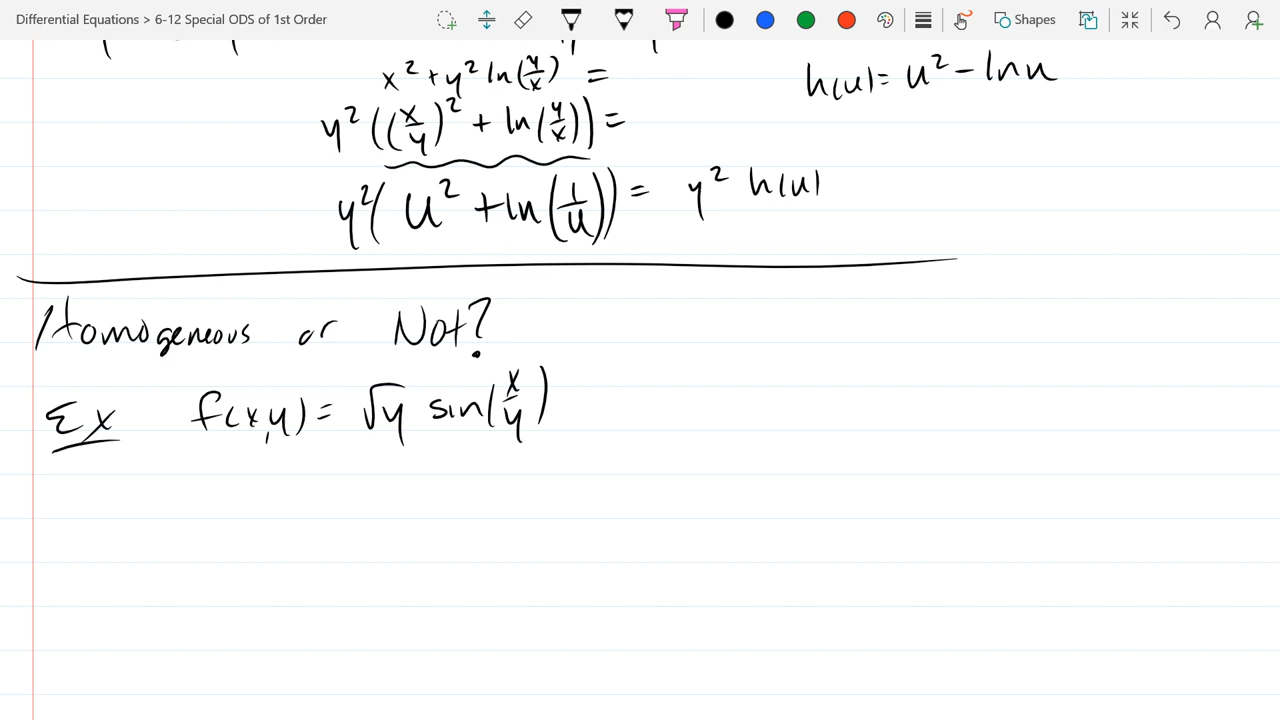 Differential Equations > 6-12 Special ODS of 1st Order
Shapes
x² + y² ln(y/x) =
h(u) = u² - ln u
y²((x/y)² + ln(y/x)) =
y²(u² + ln(1/u)) = y² h(u)
Homogeneous or Not?
Ex f(x,y) = √y sin(x/y)